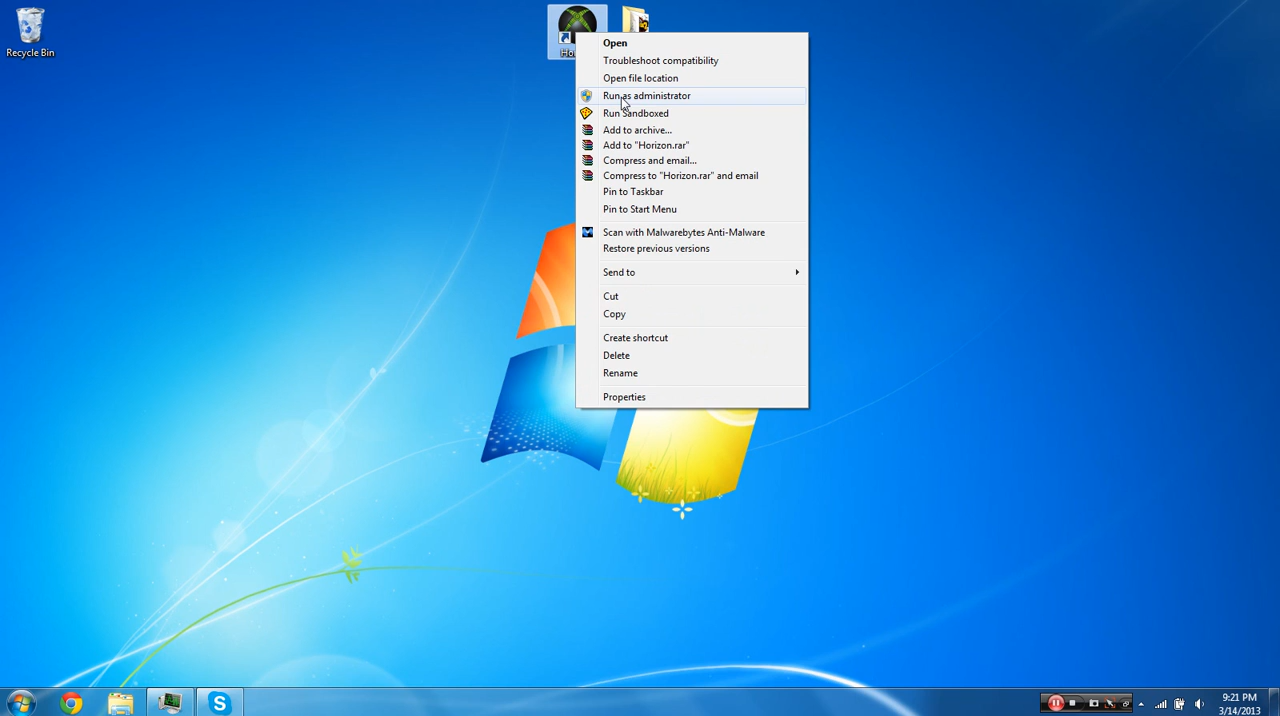 Recycle Bin
Ho
Open
Troubleshoot compatibility
Open file location
Run as administrator
Run Sandboxed
Add to archive...
Add to "Horizon.rar"
Compress and email...
Compress to "Horizon.rar" and email
Pin to Taskbar
Pin to Start Menu
Scan with Malwarebytes Anti-Malware
Restore previous versions
Send to
Cut
Copy
Create shortcut
Delete
Rename
Properties
9:21 PM
3/14/2013